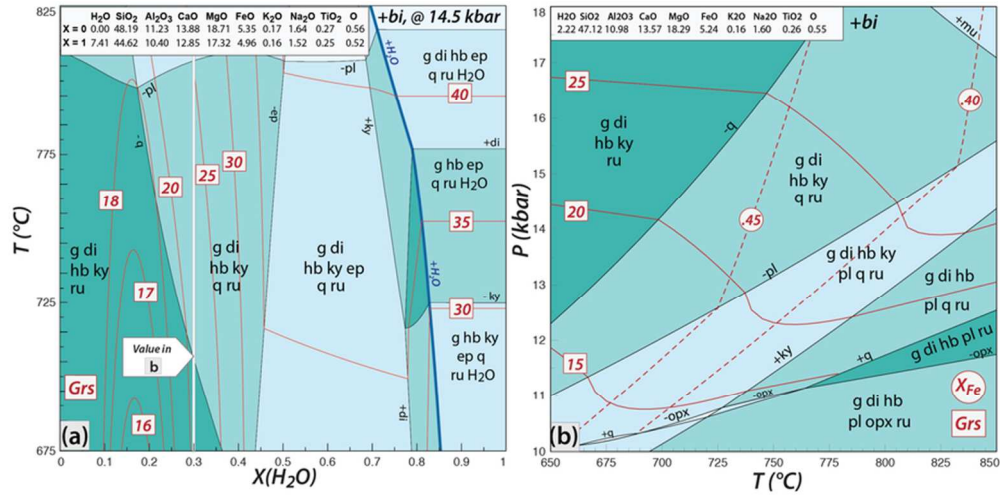 H2O SiO2 Al2O3 CaO MgO FeO K2O Na2O TiO2 O
X = 0 0.00 48.19 11.23 13.88 18.71 5.35 0.17 1.64 0.27 0.56
X = 1 7.41 44.62 10.40 12.85 17.32 4.96 0.16 1.52 0.25 0.52
+bi, @ 14.5 kbar
825
775
725
675
T (°C)
0 0.1 0.2 0.3 0.4 0.5 0.6 0.7 0.8 0.9 1
X(H2O)
(a)
Grs
g di
hb ky
ru
g di
hb ky
q ru
g di
hb ky ep
q ru
g di hb ep
q ru H2O
g hb ep
q ru H2O
g hb ky
ep q
ru H2O
Value in
b
18
17
16
20
25
30
40
35
30
-pl
-q
-ep
-pl
+ky
+H2O
+di
+H2O
- ky
+di
H2O SiO2 Al2O3 CaO MgO FeO K2O Na2O TiO2 O
2.22 47.12 10.98 13.57 18.29 5.24 0.16 1.60 0.26 0.55
+bi
+mu
18
17
16
15
14
13
12
11
10
P (kbar)
650 675 700 725 750 775 800 825 850
T (°C)
(b)
25
20
15
.40
.45
g di
hb ky
ru
g di
hb ky
q ru
g di hb ky
pl q ru
g di hb
pl q ru
g di hb pl ru
g di hb
pl opx ru
-q
-pl
+ky
+q
-opx
-opx
-opx
+q
XFe
Grs